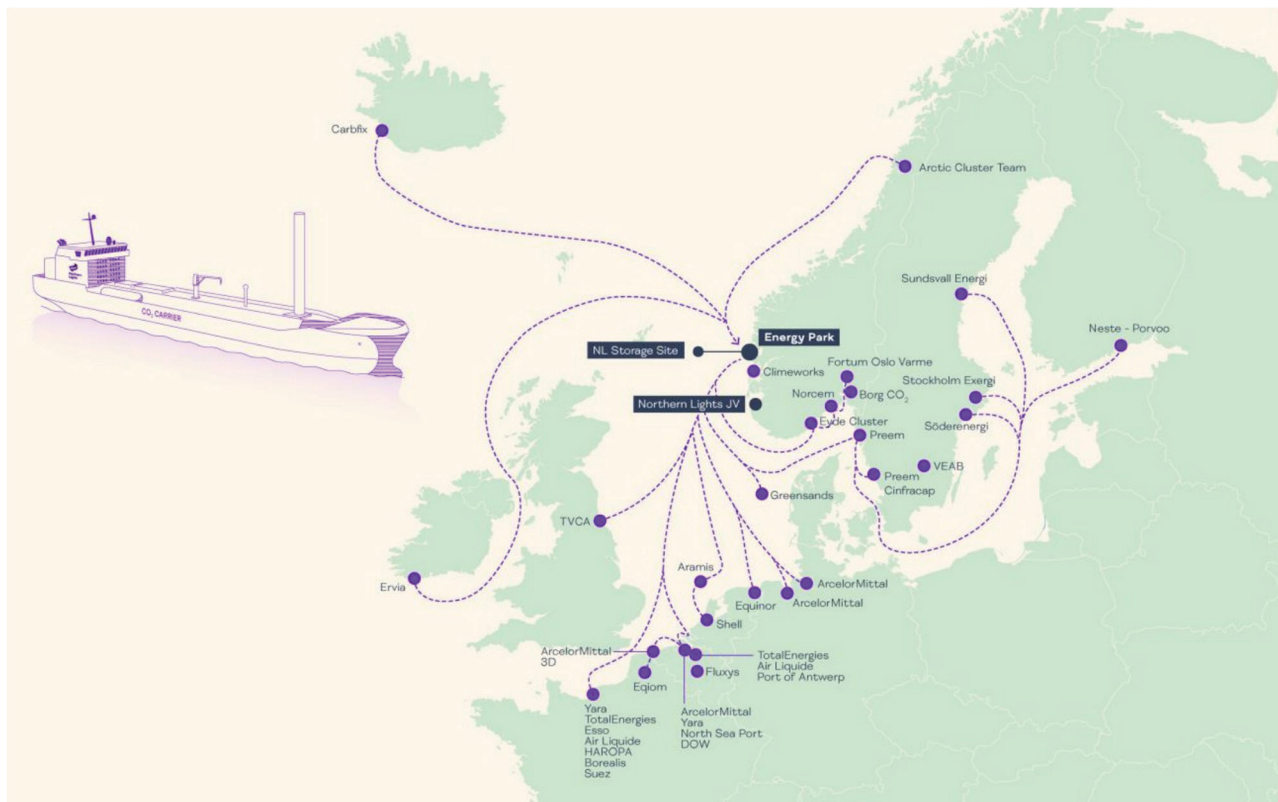 Carbfix
Arctic Cluster Team
CO₂ CARRIER
Sundsvall Energi
Neste - Porvoo
Energy Park
NL Storage Site
Climeworks
Fortum Oslo Varme
Stockholm Exergi
Norcem
Borg CO₂
Northern Lights JV
Eyde Cluster
Söderenergi
Preem
VEAB
Preem
Cinfracap
Greensands
TVCA
Ervia
Aramis
ArcelorMittal
Equinor
ArcelorMittal
Shell
ArcelorMittal
3D
TotalEnergies
Air Liquide
Port of Antwerp
Fluxys
Eqiom
Yara
TotalEnergies
Esso
Air Liquide
HAROPA
Borealis
Suez
ArcelorMittal
Yara
North Sea Port
DOW